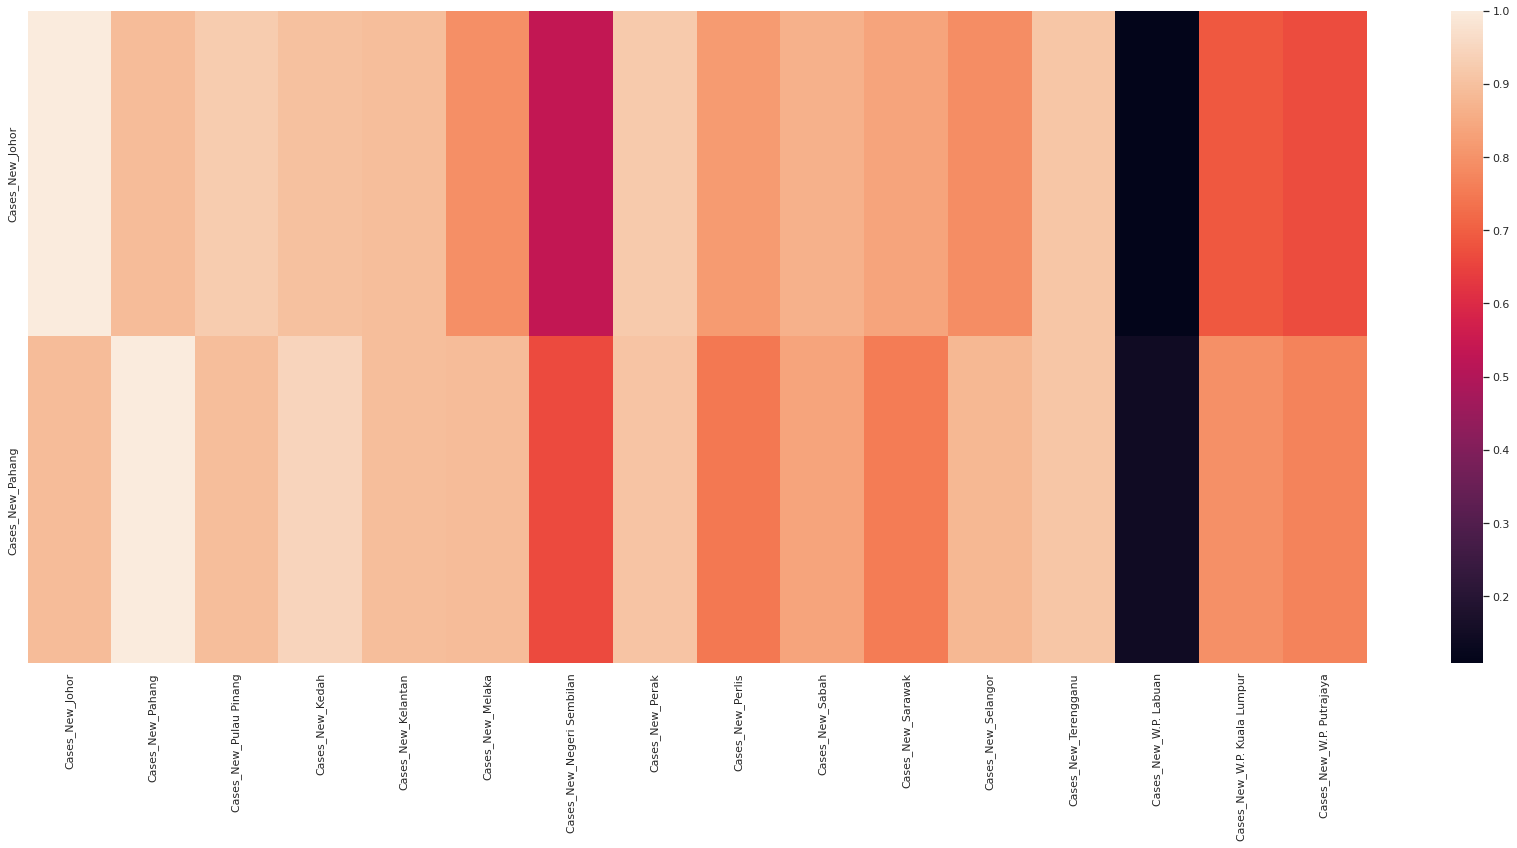 Cases_New_Johor
Cases_New_Pahang
Cases_New_Johor
Cases_New_Pahang
Cases_New_Pulau Pinang
Cases_New_Kedah
Cases_New_Kelantan
Cases_New_Melaka
Cases_New_Negeri Sembilan
Cases_New_Perak
Cases_New_Perlis
Cases_New_Sabah
Cases_New_Sarawak
Cases_New_Selangor
Cases_New_Terengganu
Cases_New_W.P. Labuan
Cases_New_W.P. Kuala Lumpur
Cases_New_W.P. Putrajaya
1.0
0.9
0.8
0.7
0.6
0.5
0.4
0.3
0.2